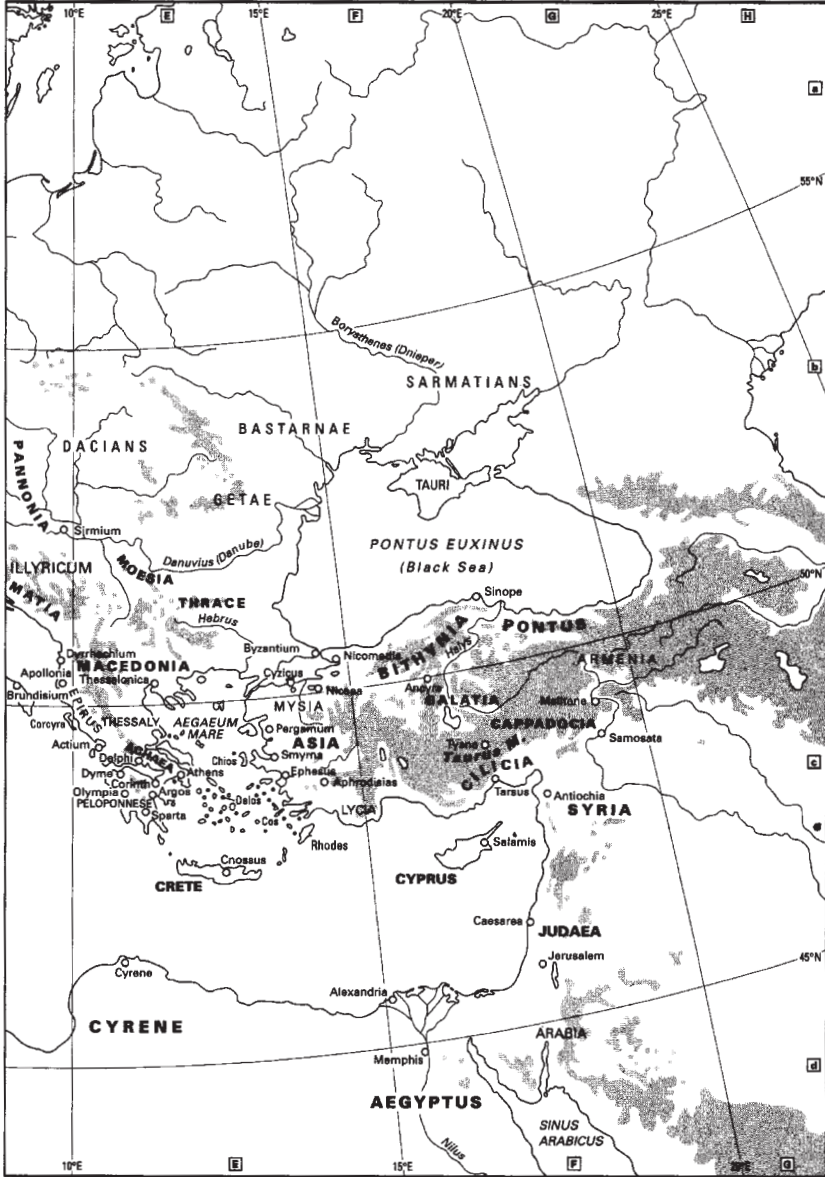 10°E
E
15°E
F
20°E
G
25°E
H
a
55°N
Borysthenes (Dnieper)
b
SARMATIANS
BASTARNAE
DACIANS
PANNONIA
TAURI
GETAE
Sirmium
PONTUS EUXINUS
(Black Sea)
Danuvius (Danube)
ILLYRICUM
MOESIA
50°N
MATIA
Sinope
THRACE
Hebrus
PONTUS
BITHYNIA
Halys
Byzantium
Nicomedia
Dyrrhachium
MACEDONIA
ARMENIA
Apollonia
Thessalonica
Cyzicus
Nicaea
Ancyra
Brundisium
EPIRUS
MYSIA
GALATIA
Melitene
Corcyra
THESSALY
AEGAEUM
MARE
Pergamum
CAPPADOCIA
Samosata
Actium
ASIA
Tyana
Taurus M.
Delphi
ACHAEA
Chios
Smyrna
c
Dyme
Athens
Ephesus
Aphrodisias
CILICIA
Corinth
Olympia
Argos
Delos
Tarsus
Antiochia
PELOPONNESE
LYCIA
SYRIA
Sparta
Cos
Rhodes
Salamis
Cnossus
CRETE
CYPRUS
Caesarea
JUDAEA
Jerusalem
45°N
Cyrene
Alexandria
CYRENE
ARABIA
Memphis
d
AEGYPTUS
SINUS
ARABICUS
Nilus
10°E
E
15°E
F
20°E
G